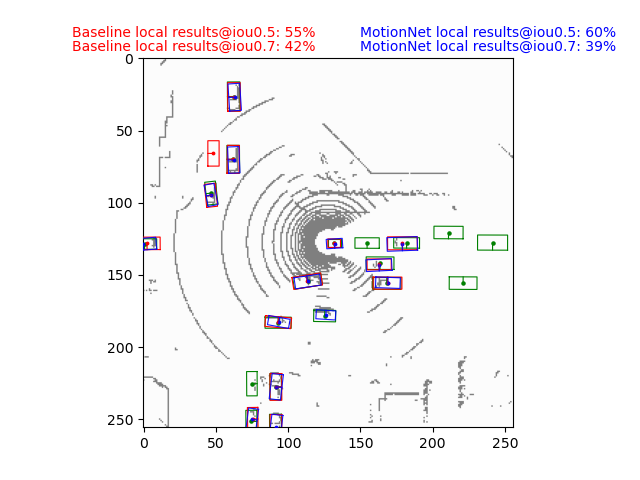 Baseline local results@iou0.5: 55% MotionNet local results@iou0.5: 60%
Baseline local results@iou0.7: 42% MotionNet local results@iou0.7: 39%
0
50
100
150
200
250
0 50 100 150 200 250